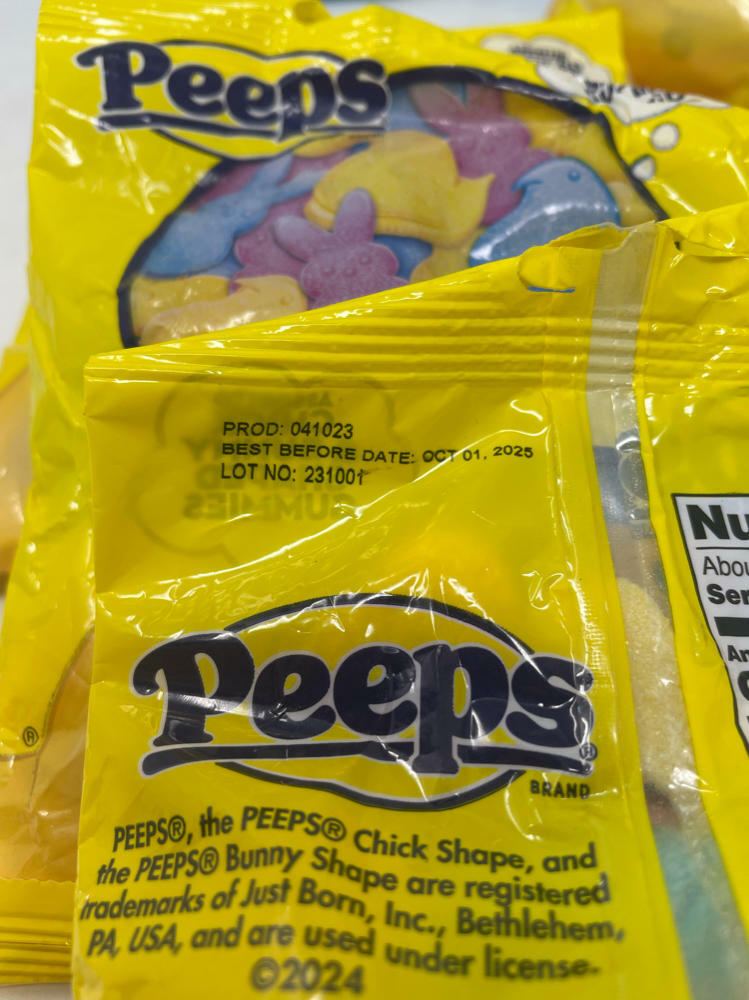 Peeps
PROD: 041023
BEST BEFORE DATE: OCT 01, 2025
LOT NO: 231001
GUMMIES
Peeps®
BRAND
PEEPS®, the PEEPS® Chick Shape, and
the PEEPS® Bunny Shape are registered
trademarks of Just Born, Inc., Bethlehem,
PA, USA, and are used under license.
©2024
Nu
Abou
Ser
®